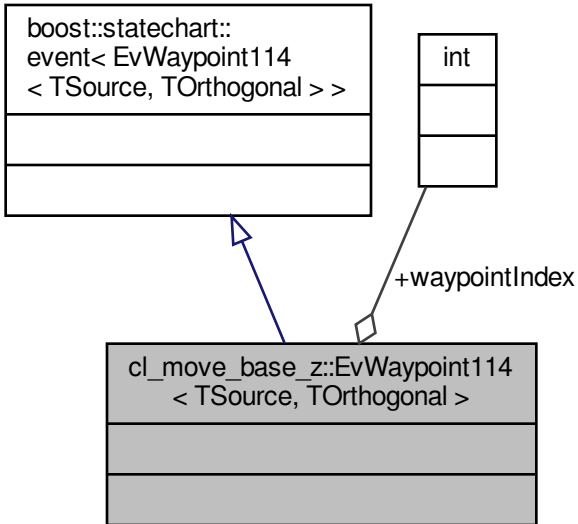 boost::statechart::
event< EvWaypoint114
< TSource, TOrthogonal > >
int
+waypointIndex
cl_move_base_z::EvWaypoint114
< TSource, TOrthogonal >